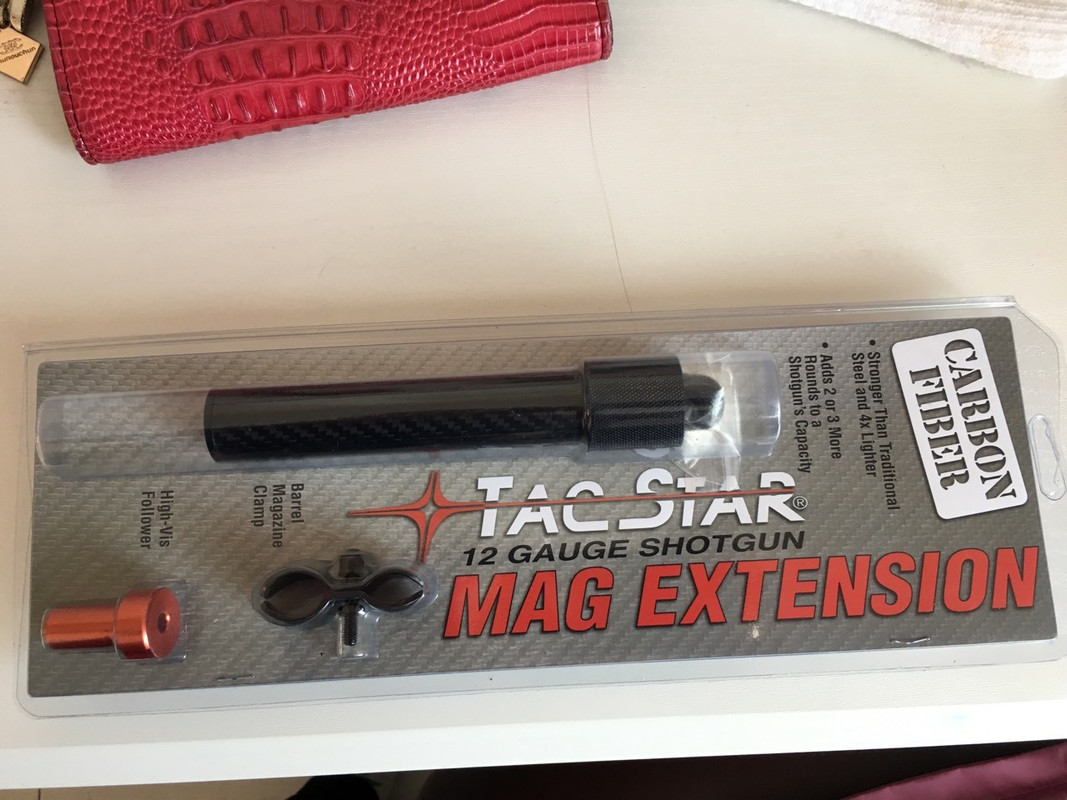 CARBON
FIBER
• Stronger Than Traditional
Steel and 4x Lighter
• Adds 2 or 3 More
Rounds to a
Shotgun's Capacity
TACSTAR®
12 GAUGE SHOTGUN
MAG EXTENSION
Barrel
Magazine
Clamp
High-Vis
Follower